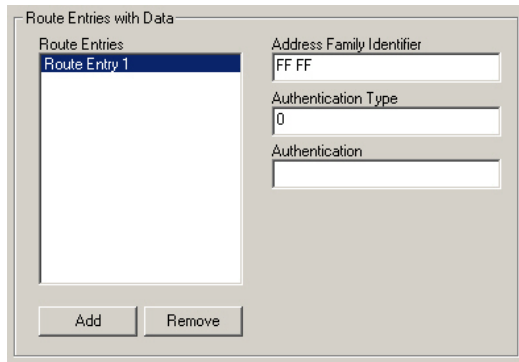 Route Entries with Data
Route Entries
Route Entry 1
Address Family Identifier
FF FF
Authentication Type
0
Authentication
Add
Remove